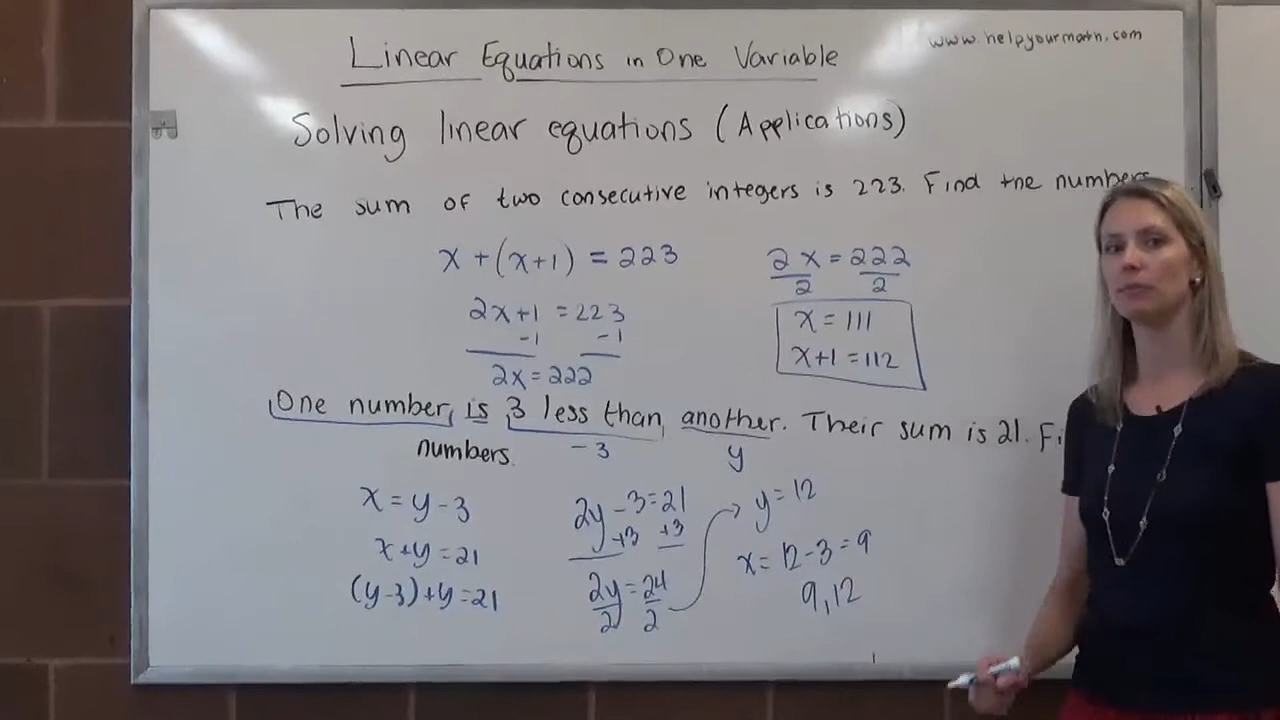 www.helpyourmath.com
Linear Equations in One Variable
Solving linear equations (Applications)
The sum of two consecutive integers is 223. Find the numbers
x + (x+1) = 223
2x+1 = 223
-1 -1
2x = 222
2x = 222
2 2
x = 111
x+1 = 112
One number is 3 less than another. Their sum is 21. Fi
numbers.
-3 y
x = y - 3
x + y = 21
(y-3) + y = 21
2y - 3 = 21
+3 +3
2y = 24
2 2
y = 12
x = 12 - 3 = 9
9, 12